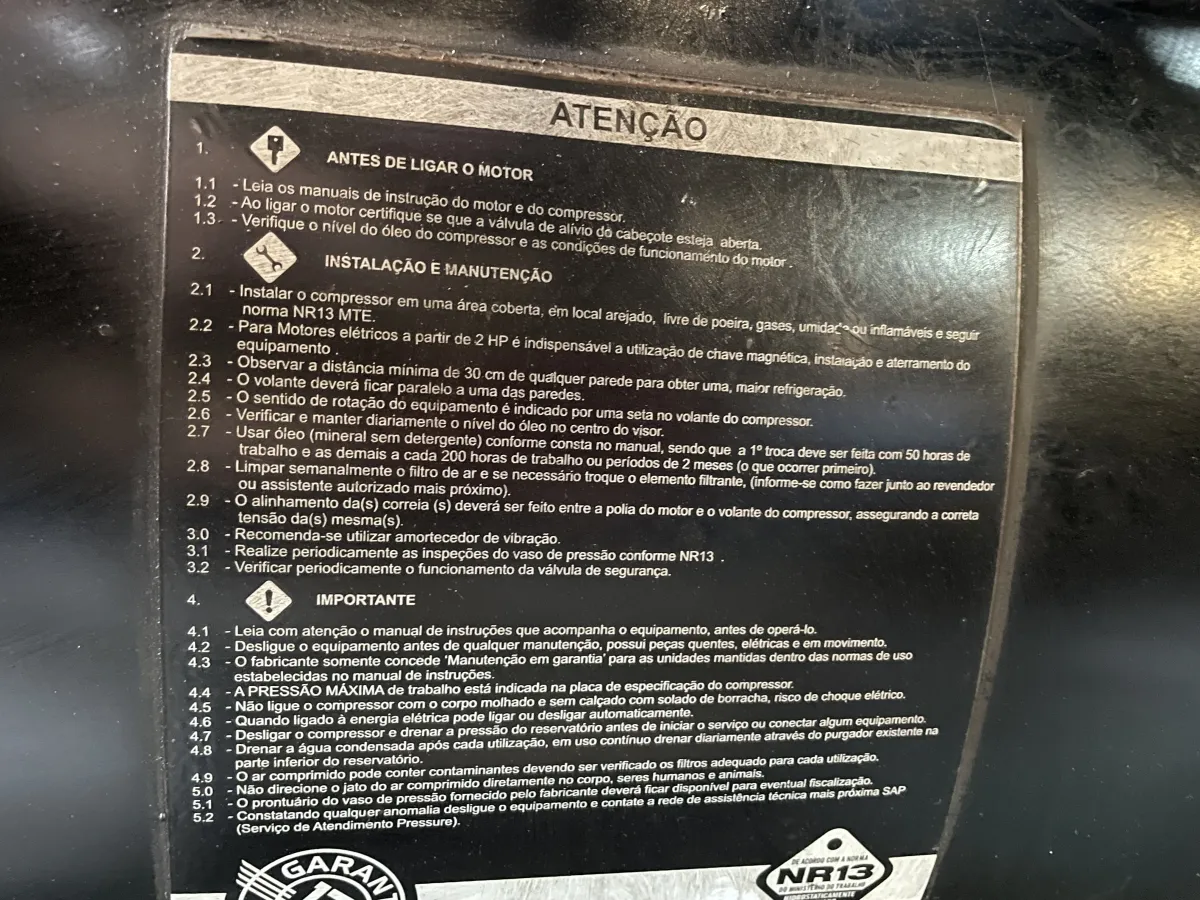 ATENÇÃO
1. ANTES DE LIGAR O MOTOR
1.1 - Leia os manuais de instrução do motor e do compressor.
1.2 - Ao ligar o motor certifique se que a válvula de alívio do cabeçote esteja aberta.
1.3 - Verifique o nível do óleo do compressor e as condições de funcionamento do motor .
2. INSTALAÇÃO E MANUTENÇÃO
2.1 - Instalar o compressor em uma área coberta, em local arejado, livre de poeira, gases, umidade ou inflamáveis e seguir
norma NR13 MTE.
2.2 - Para Motores elétricos a partir de 2 HP é indispensável a utilização de chave magnética, instalação e aterramento do
equipamento .
2.3 - Observar a distância mínima de 30 cm de qualquer parede para obter uma, maior refrigeração.
2.4 - O volante deverá ficar paralelo a uma das paredes.
2.5 - O sentido de rotação do equipamento é indicado por uma seta no volante do compressor.
2.6 - Verificar e manter diariamente o nível do óleo no centro do visor.
2.7 - Usar óleo (mineral sem detergente) conforme consta no manual, sendo que a 1º troca deve ser feita com 50 horas de
trabalho e as demais a cada 200 horas de trabalho ou períodos de 2 meses (o que ocorrer primeiro).
2.8 - Limpar semanalmente o filtro de ar e se necessário troque o elemento filtrante, (informe-se como fazer junto ao revendedor
ou assistente autorizado mais próximo).
2.9 - O alinhamento da(s) correia (s) deverá ser feito entre a polia do motor e o volante do compressor, assegurando a correta
tensão da(s) mesma(s).
3.0 - Recomenda-se utilizar amortecedor de vibração.
3.1 - Realize periodicamente as inspeções do vaso de pressão conforme NR13 .
3.2 - Verificar periodicamente o funcionamento da válvula de segurança.
4. IMPORTANTE
4.1 - Leia com atenção o manual de instruções que acompanha o equipamento, antes de operá-lo.
4.2 - Desligue o equipamento antes de qualquer manutenção, possui peças quentes, elétricas e em movimento.
4.3 - O fabricante somente concede 'Manutenção em garantia' para as unidades mantidas dentro das normas de uso
estabelecidas no manual de instruções.
4.4 - A PRESSÃO MÁXIMA de trabalho está indicada na placa de especificação do compressor.
4.5 - Não ligue o compressor com o corpo molhado e sem calçado com solado de borracha, risco de choque elétrico.
4.6 - Quando ligado à energia elétrica pode ligar ou desligar automaticamente.
4.7 - Desligar o compressor e drenar a pressão do reservatório antes de iniciar o serviço ou conectar algum equipamento.
4.8 - Drenar a água condensada após cada utilização, em uso contínuo drenar diariamente através do purgador existente na
parte inferior do reservatório.
4.9 - O ar comprimido pode conter contaminantes devendo ser verificado os filtros adequado para cada utilização.
5.0 - Não direcione o jato do ar comprimido diretamente no corpo, seres humanos e animais.
5.1 - O prontuário do vaso de pressão fornecido pelo fabricante deverá ficar disponível para eventual fiscalização.
5.2 - Constatando qualquer anomalia desligue o equipamento e contate a rede de assistência técnica mais próxima SAP
(Serviço de Atendimento Pressure).
GARANT
DE ACORDO COM A NORMA
NR13
DO MINISTÉRIO DO TRABALHO
HIDROSTATICAMENTE